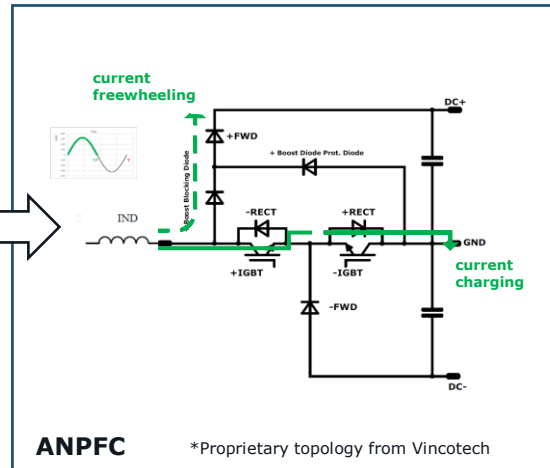 current
freewheeling
DC+
+FWD
+ Boost Diode Prot. Diode
Boost Blocking Diode
IND
-RECT
+RECT
GND
+IGBT
-IGBT
current
charging
-FWD
DC-
ANPFC
*Proprietary topology from Vincotech